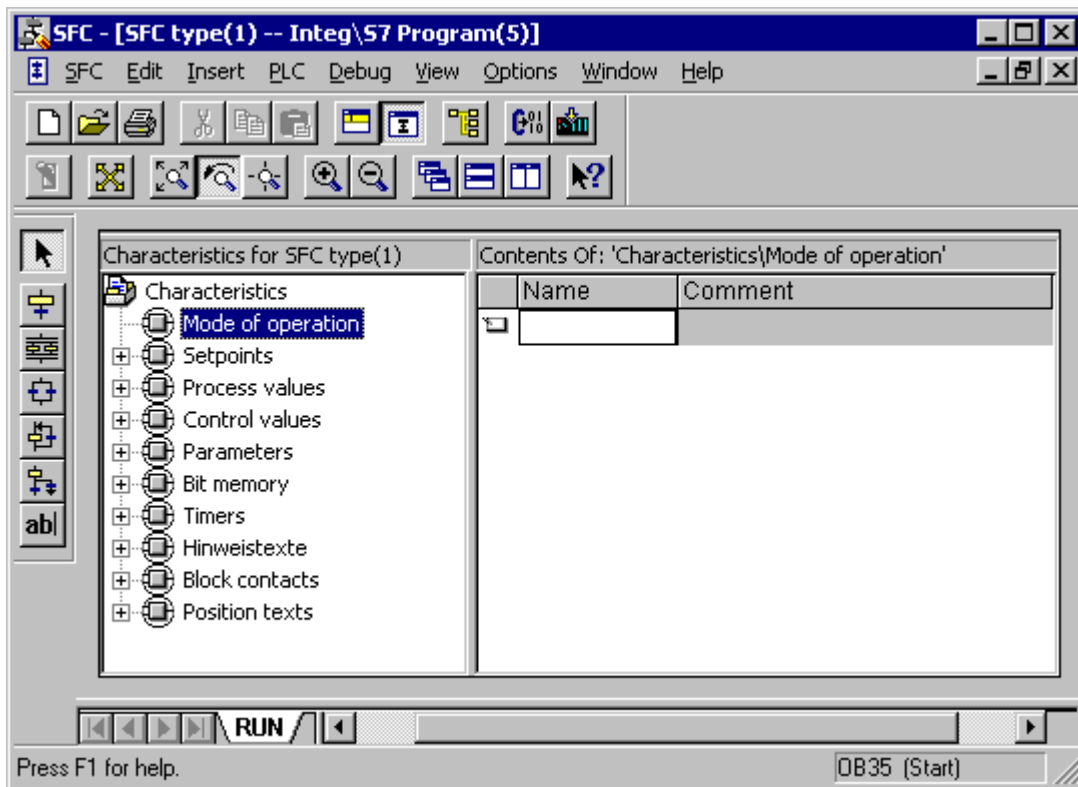 SFC - [SFC type(1) -- Integ\S7 Program(5)]
SFC Edit Insert PLC Debug View Options Window Help
Characteristics for SFC type(1)
Contents Of: 'Characteristics\Mode of operation'
Characteristics
Name Comment
Mode of operation
Setpoints
Process values
Control values
Parameters
Bit memory
Timers
Hinweistexte
Block contacts
Position texts
ab|
RUN
Press F1 for help.
OB35 (Start)